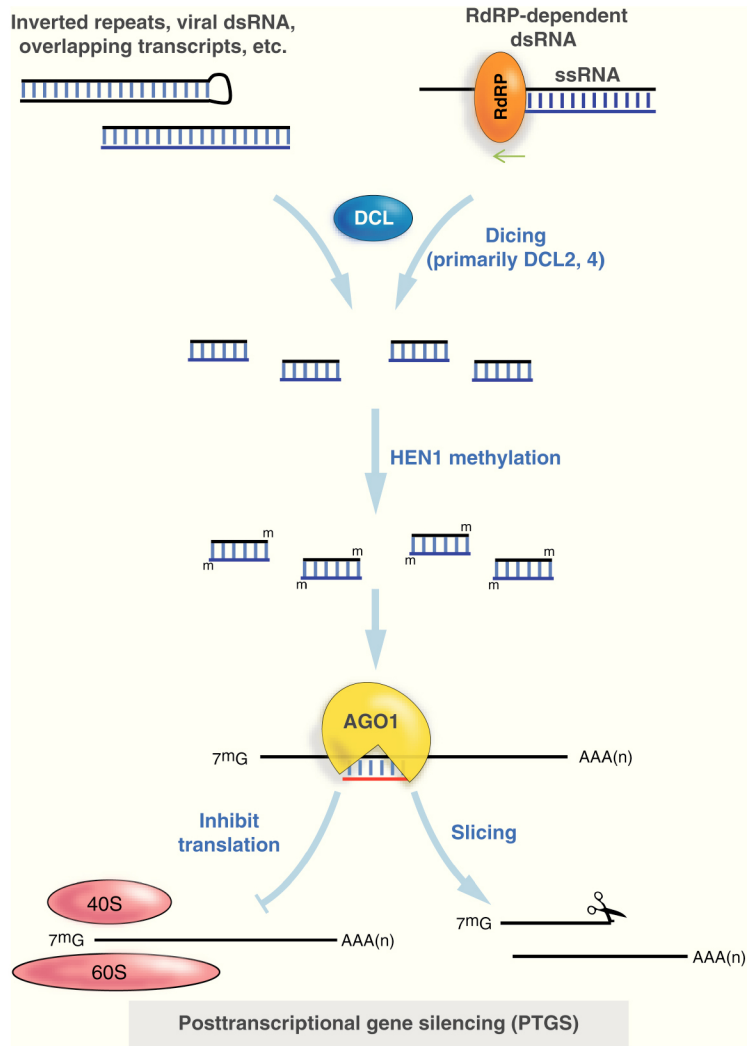 Inverted repeats, viral dsRNA,
overlapping transcripts, etc.
RdRP-dependent
dsRNA
ssRNA
RdRP
DCL
Dicing
(primarily DCL2, 4)
HEN1 methylation
m
m
m
m
m
m
m
m
AGO1
7mG
AAA(n)
Inhibit
translation
Slicing
40S
7mG
AAA(n)
60S
7mG
AAA(n)
Posttranscriptional gene silencing (PTGS)